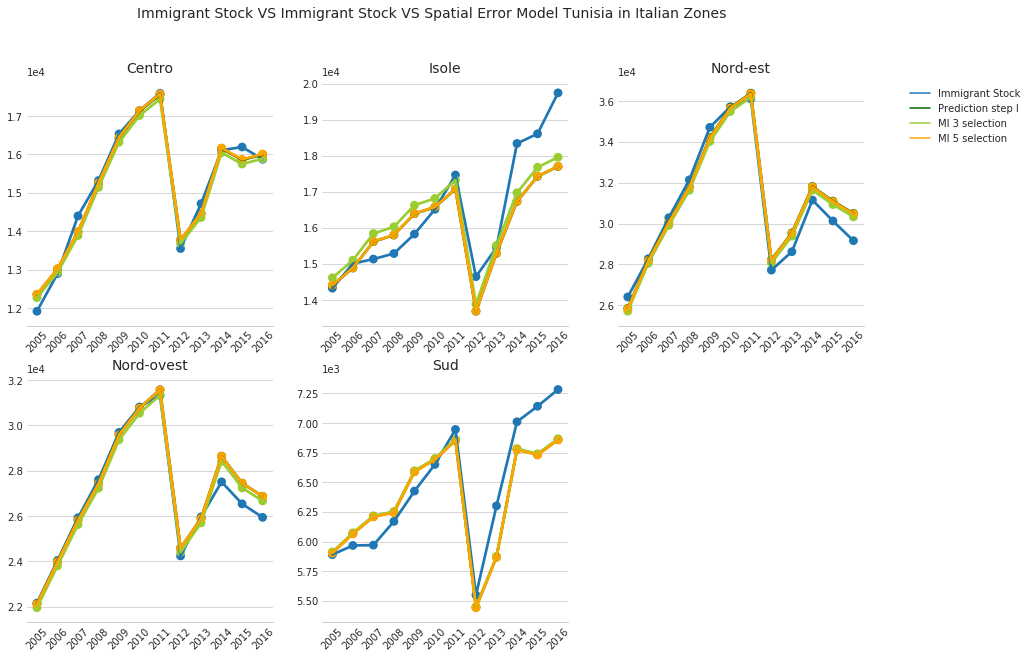 Immigrant Stock VS Immigrant Stock VS Spatial Error Model Tunisia in Italian Zones
Centro
1e4
1.7
1.6
1.5
1.4
1.3
1.2
2005 2006 2007 2008 2009 2010 2011 2012 2013 2014 2015 2016
Isole
1e4
2.0
1.9
1.8
1.7
1.6
1.5
1.4
2005 2006 2007 2008 2009 2010 2011 2012 2013 2014 2015 2016
Nord-est
1e4
3.6
3.4
3.2
3.0
2.8
2.6
2005 2006 2007 2008 2009 2010 2011 2012 2013 2014 2015 2016
Immigrant Stock
Prediction step I
MI 3 selection
MI 5 selection
Nord-ovest
1e4
3.2
3.0
2.8
2.6
2.4
2.2
2005 2006 2007 2008 2009 2010 2011 2012 2013 2014 2015 2016
Sud
1e3
7.25
7.00
6.75
6.50
6.25
6.00
5.75
5.50
2005 2006 2007 2008 2009 2010 2011 2012 2013 2014 2015 2016